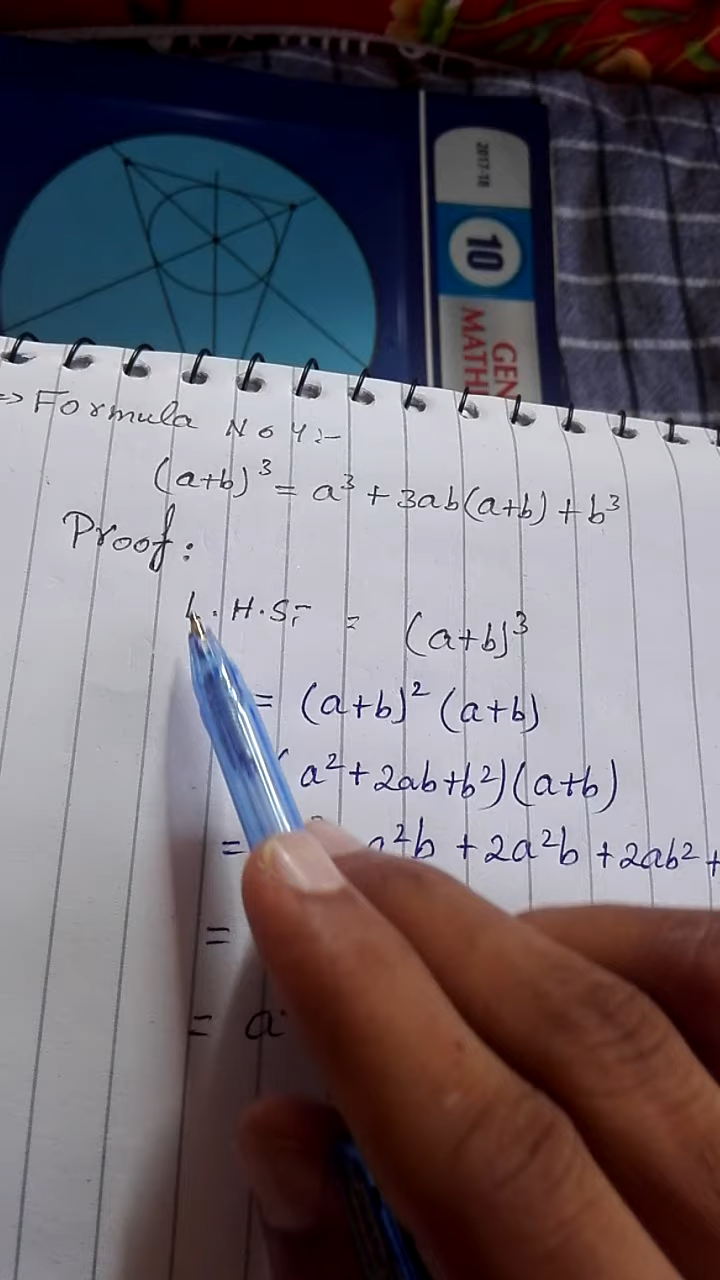 2017-18
10
GEN
MATH
=> Formula No 4:-
(a+b)³ = a³ + 3ab(a+b) + b³
Proof:
L.H.S:- = (a+b)³
= (a+b)² (a+b)
(a²+2ab+b²)(a+b)
= a²b + 2a²b + 2ab² +
=
= a